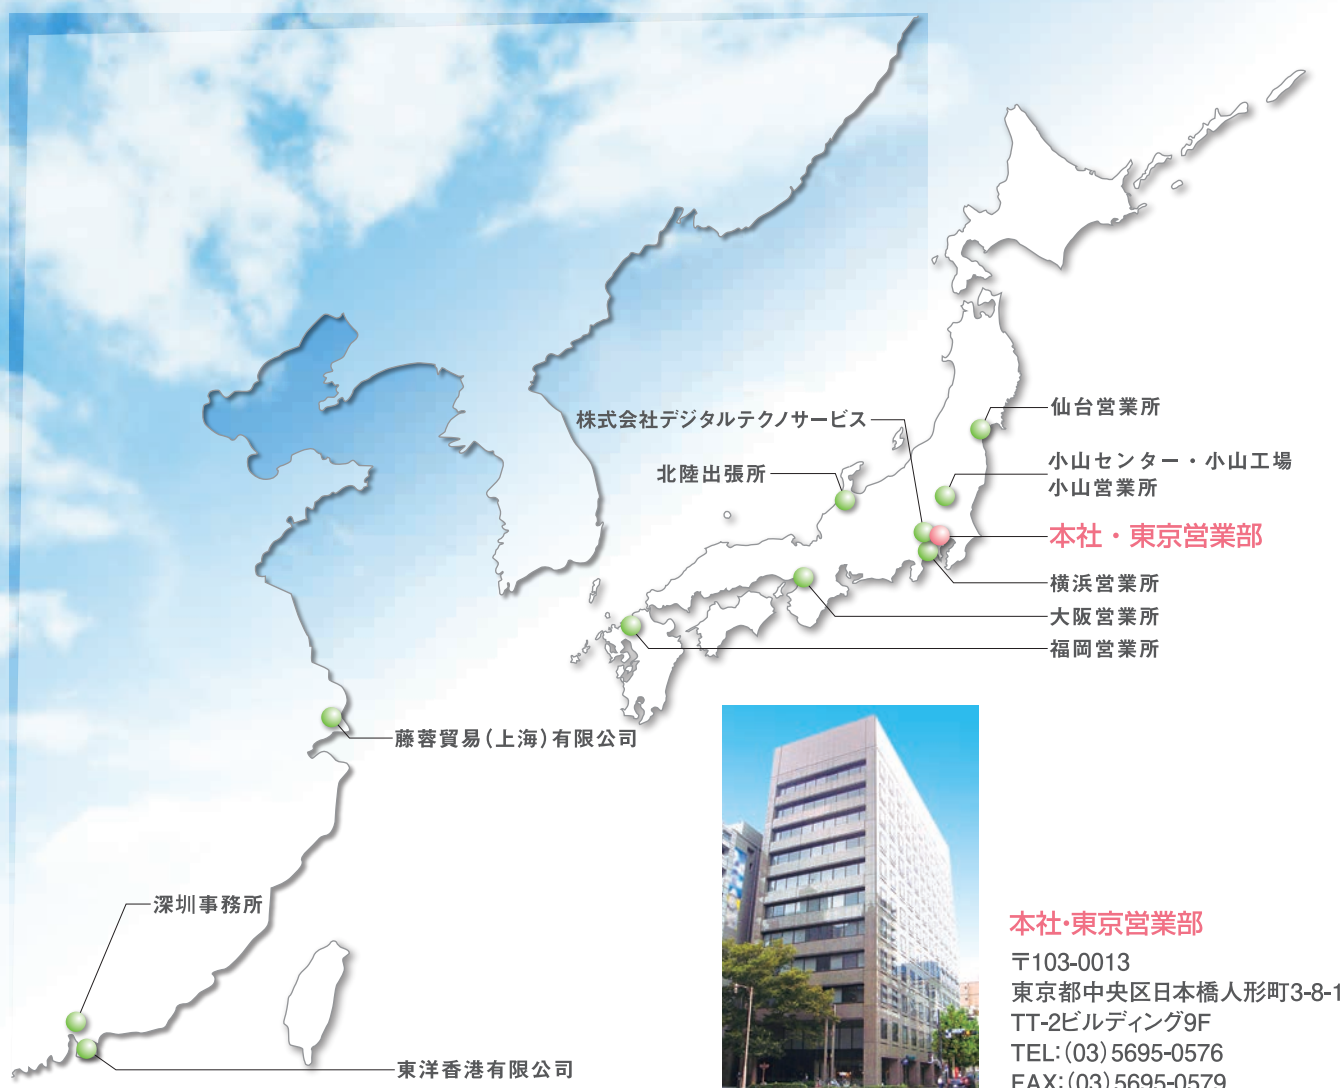 株式会社デジタルテクノサービス
仙台営業所
北陸出張所
小山センター・小山工場
小山営業所
本社・東京営業部
横浜営業所
大阪営業所
福岡営業所
藤蓉貿易(上海)有限公司
深圳事務所
東洋香港有限公司
本社・東京営業部
〒103-0013
東京都中央区日本橋人形町3-8-1
TT-2ビルディング9F
TEL:(03)5695-0576
FAX:(03)5695-0579